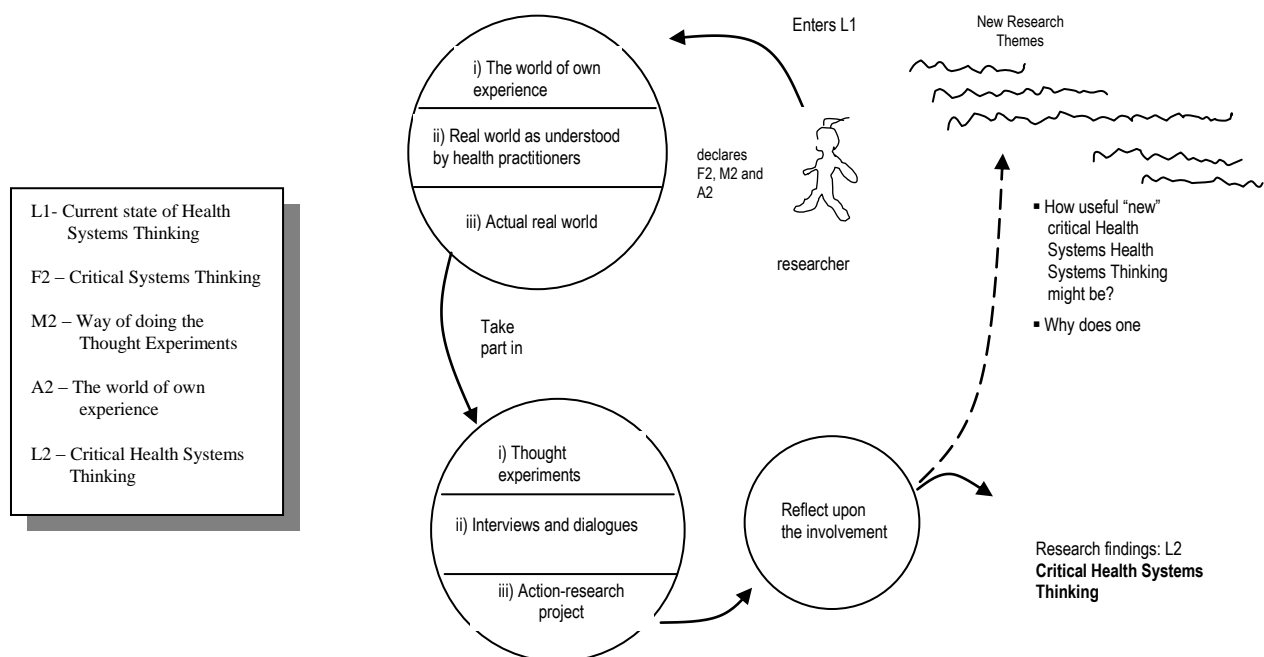 L1- Current state of Health
Systems Thinking
F2 – Critical Systems Thinking
M2 – Way of doing the
Thought Experiments
A2 – The world of own
experience
L2 – Critical Health Systems
Thinking
i) The world of own
experience
ii) Real world as understood
by health practitioners
iii) Actual real world
Enters L1
declares
F2, M2 and
A2
researcher
New Research
Themes
▪ How useful “new”
critical Health
Systems Health
Systems Thinking
might be?
▪ Why does one
Take
part in
i) Thought
experiments
ii) Interviews and dialogues
iii) Action-research
project
Reflect upon
the involvement
Research findings: L2
Critical Health Systems
Thinking